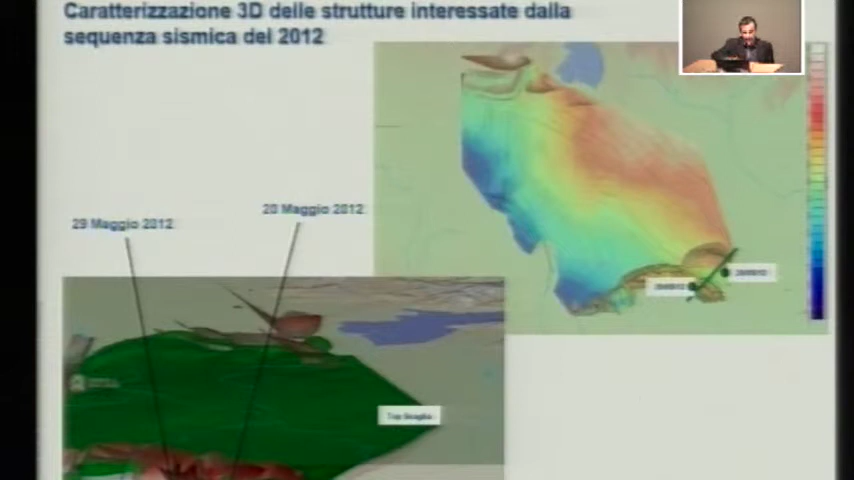 Caratterizzazione 3D delle strutture interessate dalla
sequenza sismica del 2012
29 Maggio 2012
20 Maggio 2012